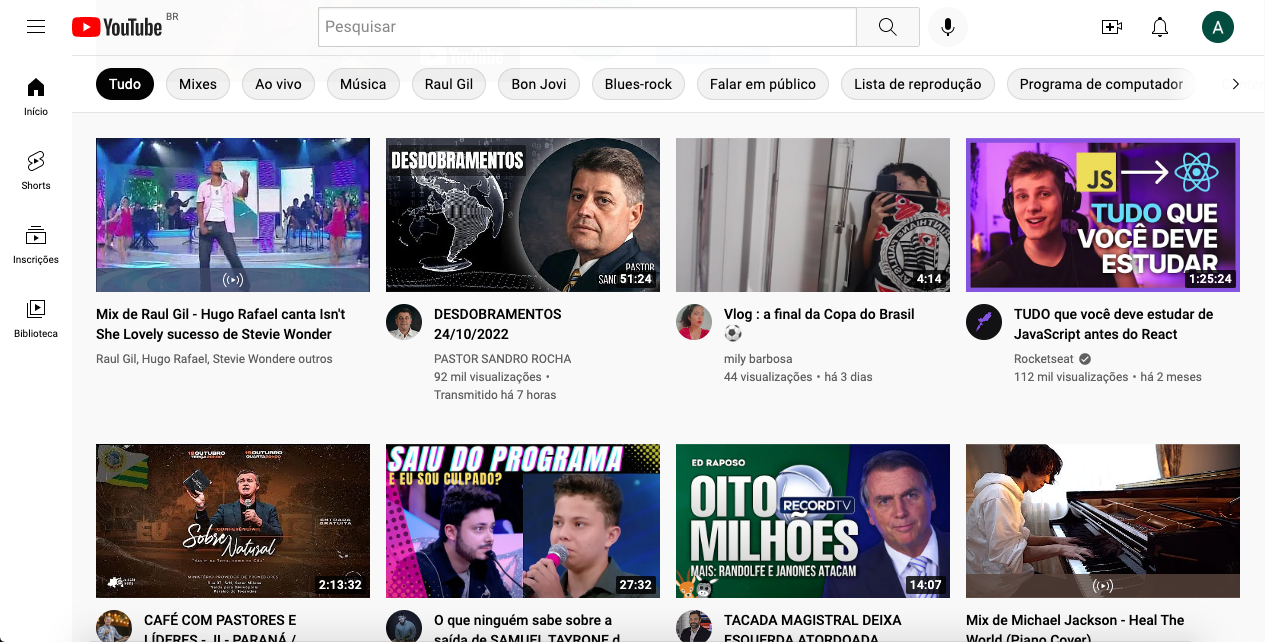 YouTube BR
Pesquisar
A
Tudo
Mixes
Ao vivo
Música
Raul Gil
Bon Jovi
Blues-rock
Falar em público
Lista de reprodução
Programa de computador
Início
Shorts
Inscrições
Biblioteca
DESDOBRAMENTOS
PASTOR
51:24
4:14
JS
TUDO QUE
VOCÊ DEVE
ESTUDAR
1:25:24
Mix de Raul Gil - Hugo Rafael canta Isn't
She Lovely sucesso de Stevie Wonder
Raul Gil, Hugo Rafael, Stevie Wondere outros
DESDOBRAMENTOS
24/10/2022
PASTOR SANDRO ROCHA
92 mil visualizações •
Transmitido há 7 horas
Vlog : a final da Copa do Brasil
⚽
mily barbosa
44 visualizações • há 3 dias
TUDO que você deve estudar de
JavaScript antes do React
Rocketseat
112 mil visualizações • há 2 meses
18 OUTUBRO
ENTRADA
GRATUITA
CONFERÊNCIA
Sobre
Natural
2:13:32
SAIU DO PROGRAMA
E EU SOU CULPADO?
27:32
ED RAPOSO
OITO
RECORDTV
MILHÕES
MAIS: RANDOLFE E JANONES ATACAM
14:07
CAFÉ COM PASTORES E
LÍDERES - JI - PARANÁ /
O que ninguém sabe sobre a
saída de SAMUEL TAYRONE d
TACADA MAGISTRAL DEIXA
ESQUERDA ATORDOADA
Mix de Michael Jackson - Heal The
World (Piano Cover)